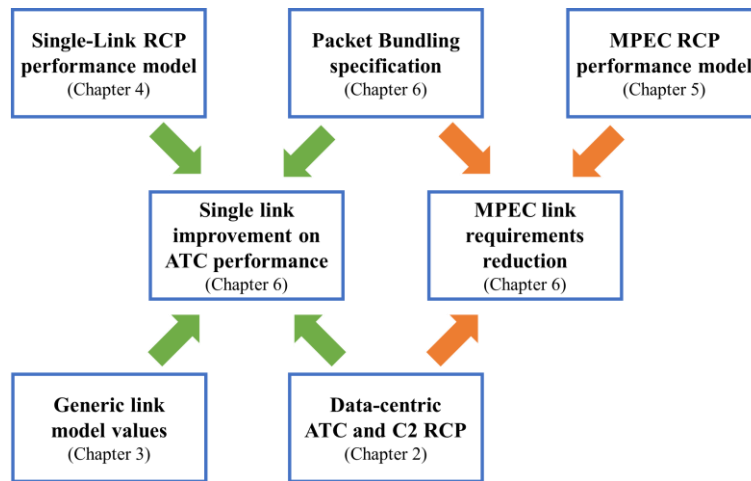 Single-Link RCP
performance model
(Chapter 4)
Packet Bundling
specification
(Chapter 6)
MPEC RCP
performance model
(Chapter 5)
Single link
improvement on
ATC performance
(Chapter 6)
MPEC link
requirements
reduction
(Chapter 6)
Generic link
model values
(Chapter 3)
Data-centric
ATC and C2 RCP
(Chapter 2)